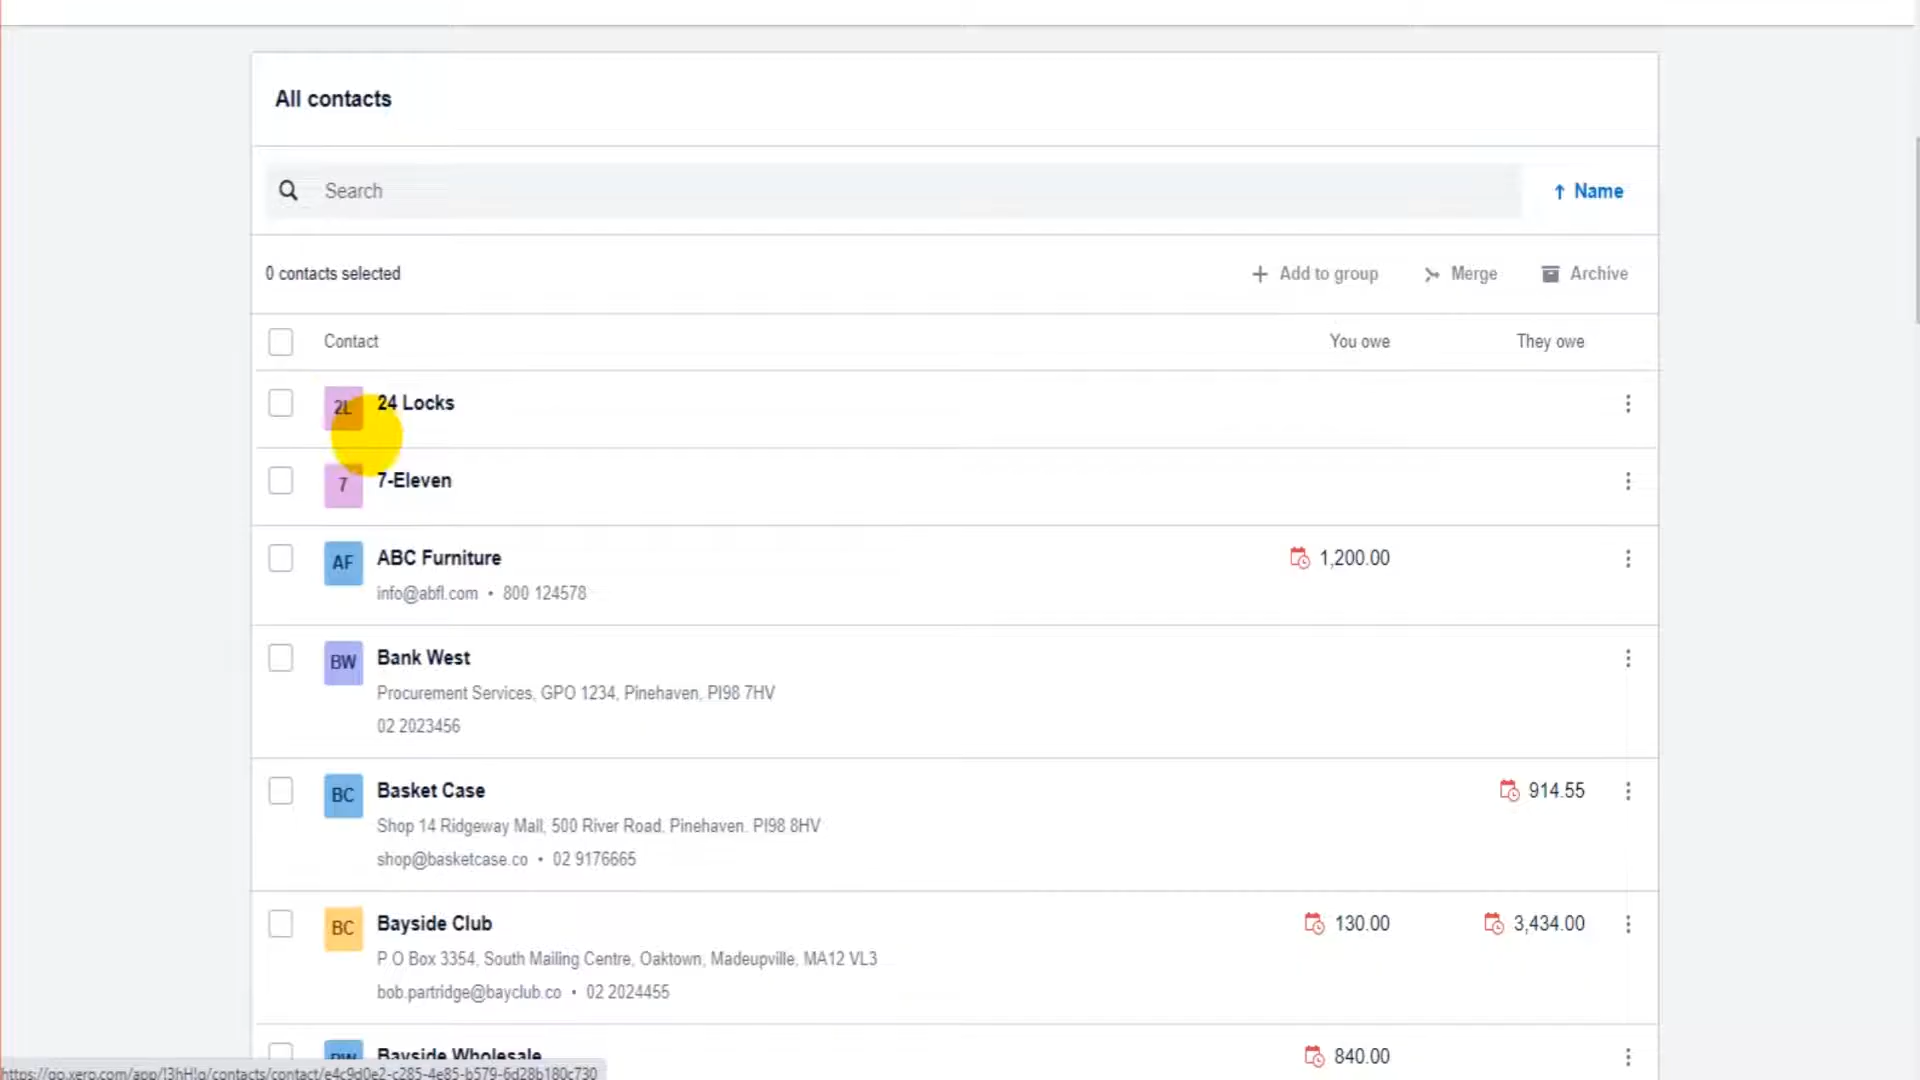 All contacts
Search
↑ Name
0 contacts selected
+ Add to group
Merge
Archive
Contact
You owe
They owe
2L
24 Locks
7
7-Eleven
AF
ABC Furniture
1,200.00
info@abfl.com • 800 124578
BW
Bank West
Procurement Services, GPO 1234, Pinehaven, PI98 7HV
02 2023456
BC
Basket Case
914.55
Shop 14 Ridgeway Mall, 500 River Road, Pinehaven, PI98 8HV
shop@basketcase.co • 02 9176665
BC
Bayside Club
130.00
3,434.00
P O Box 3354, South Mailing Centre, Oaktown, Madeupville, MA12 VL3
bob.partridge@bayclub.co • 02 2024455
BW
Bayside Wholesale
840.00